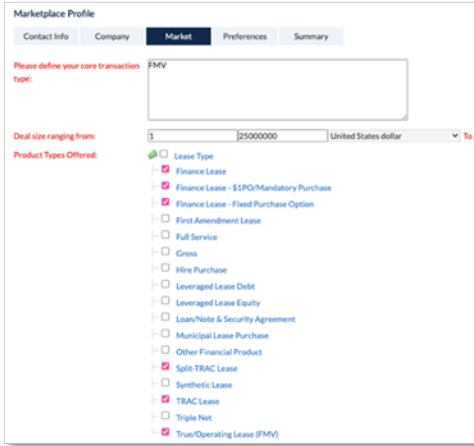 Marketplace Profile
Contact Info Company Market Preferences Summary
Please define your core transaction FMV
type:
Deal size ranging from: 1 25000000 United States dollar To
Product Types Offered: Lease Type
Finance Lease
Finance Lease - $1PO/Mandatory Purchase
Finance Lease - Fixed Purchase Option
First Amendment Lease
Full Service
Gross
Hire Purchase
Leveraged Lease Debt
Leveraged Lease Equity
Loan/Note & Security Agreement
Municipal Lease Purchase
Other Financial Product
Split-TRAC Lease
Synthetic Lease
TRAC Lease
Triple Net
True/Operating Lease (FMV)